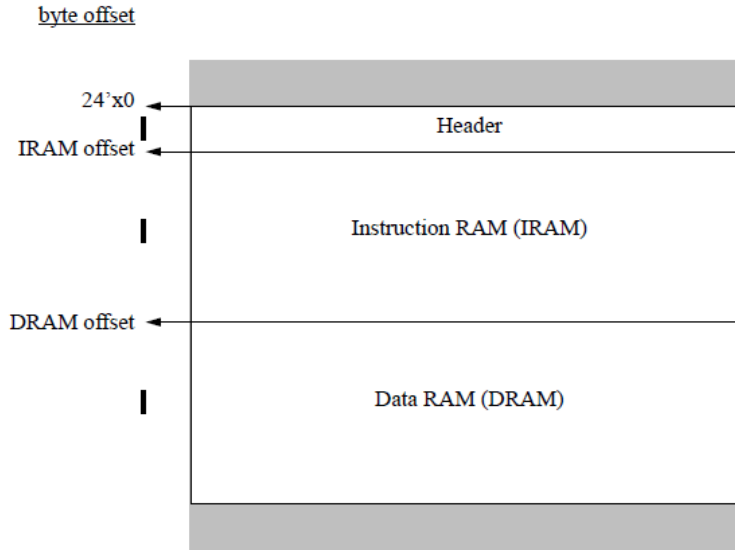 byte offset
24'x0
Header
IRAM offset
Instruction RAM (IRAM)
DRAM offset
Data RAM (DRAM)